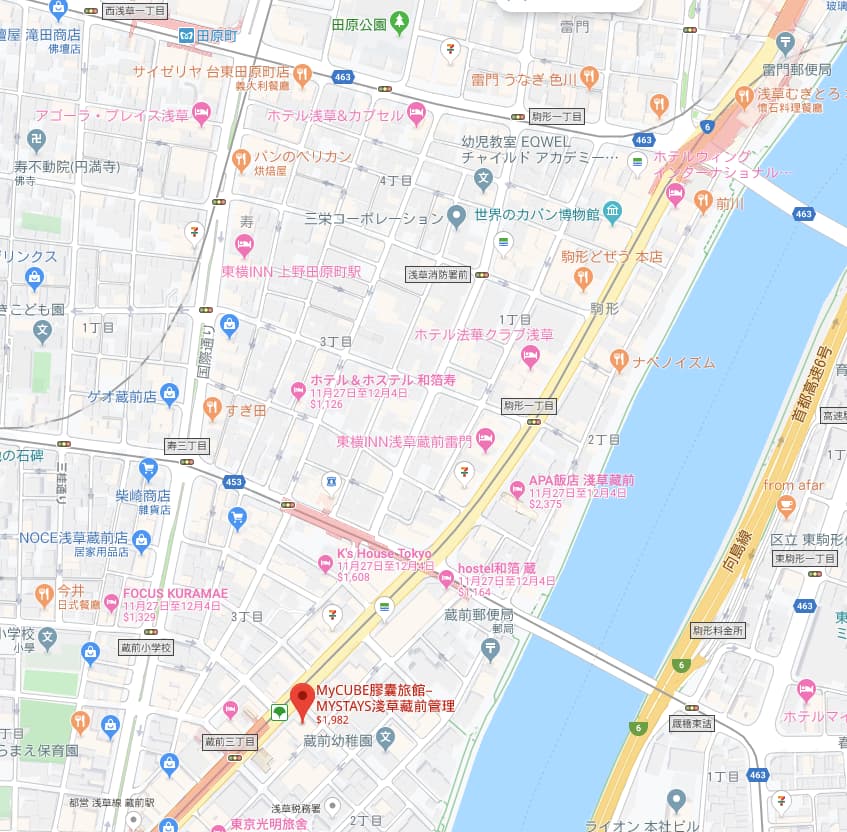 西浅草一丁目
壇屋 滝田商店
佛壇店
田原町
田原公園
雷門
玻璃
サイゼリヤ 台東田原町店
義大利餐廳
463
雷門 うなぎ 色川
雷門郵便局
浅草むぎとろ
懐石料理餐廳
アゴーラ・プレイス浅草
ホテル浅草&カプセル
駒形一丁目
6
463
寿不動院(円満寺)
佛寺
パンのペリカン
烘焙屋
4丁目
幼児教室 EQWEL
チャイルド アカデミー…
ホテルウィング
インターナショナル…
前川
463
寿
三栄コーポレーション
世界のカバン博物館
東横INN 上野田原町駅
浅草消防署前
駒形どぜう 本店
駒形
リンクス
きこども園
1丁目
国際通り
3丁目
1丁目
ホテル法華クラブ浅草
ナベノイズム
首都高速6号
ホテル&ホステル 和箔寿
11月27日至12月4日
$1,126
ゲオ蔵前店
すぎ田
駒形一丁目
高速駒
寿三丁目
東横INN浅草蔵前雷門
2丁目
1丁
の石碑
三桂通り
453
柴崎商店
雜貨店
APA飯店 淺草藏前
11月27日至12月4日
$2,375
from afar
NOCE浅草蔵前店
居家用品店
K's House Tokyo
11月27日至12月4日
$1,608
hostel和箔 蔵
11月27日至12月4日
$1,164
向島線
区立 東駒形
東駒形一丁目
今井
日式餐廳
FOCUS KURAMAE
11月27日至12月4日
$1,329
蔵前郵便局
郵局
463
3丁目
小学校
小學
蔵前小学校
駒形料金所
6
MyCUBE膠囊旅館–
MYSTAYS淺草藏前管理
$1,982
厩橋東詰
6
ホテルマイ
丁目
らまえ保育園
蔵前三丁目
蔵前幼稚園
1丁目
463
都営 浅草線 蔵前駅
浅草税務署
東京光明旅舍
2丁目
ライオン 本社ビル